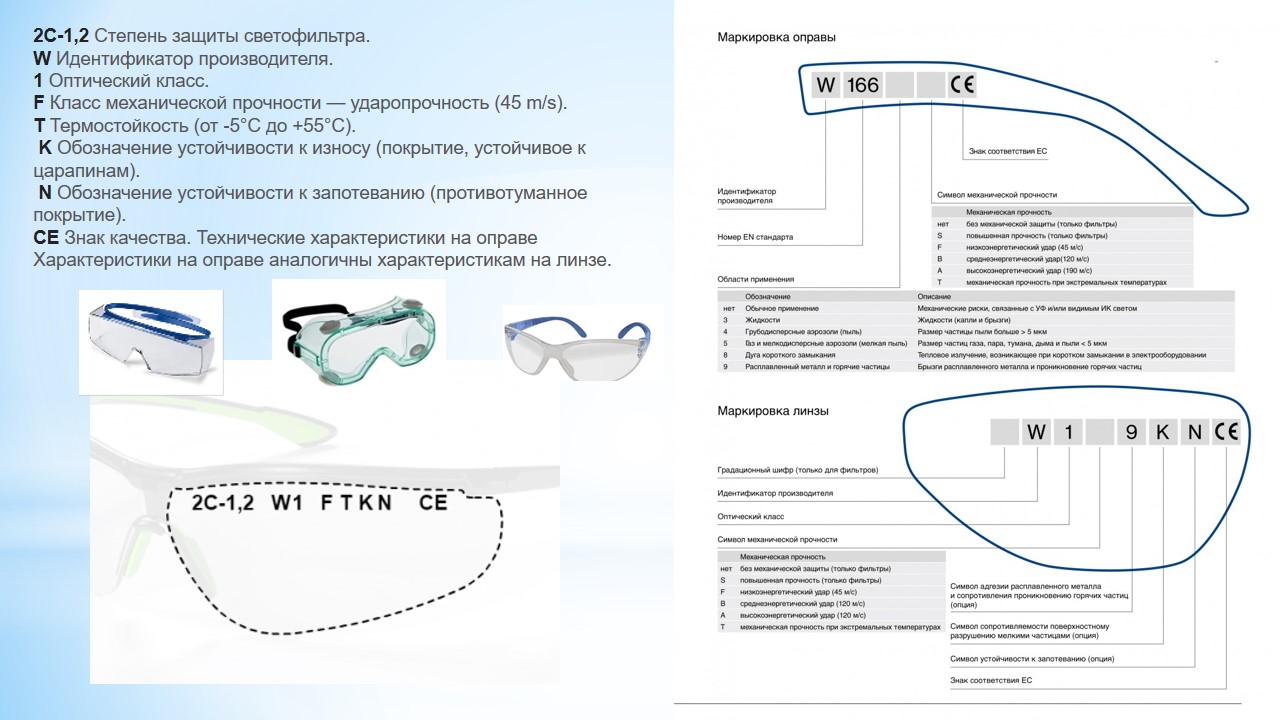 2C-1,2 Степень защиты светофильтра.
W Идентификатор производителя.
1 Оптический класс.
F Класс механической прочности — ударопрочность (45 m/s).
T Термостойкость (от -5°C до +55°C).
K Обозначение устойчивости к износу (покрытие, устойчивое к
царапинам).
N Обозначение устойчивости к запотеванию (противотуманное
покрытие).
CE Знак качества. Технические характеристики на оправе
Характеристики на оправе аналогичны характеристикам на линзе.
2C-1,2 W1 F T K N CE
Маркировка оправы
W 166 CE
Знак соответствия ЕС
Идентификатор
производителя
Номер EN стандарта
Области применения
Символ механической прочности
Механическая прочность
нет без механической защиты (только фильтры)
S повышенная прочность (только фильтры)
F низкоэнергетический удар (45 м/с)
B среднеэнергетический удар(120 м/с)
A высокоэнергетический удар (190 м/с)
T механическая прочность при экстремальных температурах
Обозначение Описание
нет Обычное применение Механические риски, связанные с УФ и/или видимым ИК светом
3 Жидкости Жидкости (капли и брызги)
4 Грубодисперсные аэрозоли (пыль) Размер частицы пыли больше > 5 мкм
5 Газ и мелкодисперсные аэрозоли (мелкая пыль) Размер частиц газа, пара, тумана, дыма и пыли < 5 мкм
8 Дуга короткого замыкания Тепловое излучение, возникающее при коротком замыкании в электрооборудовании
9 Расплавленный металл и горячие частицы Брызги расплавленного металла и проникновение горячих частиц
Маркировка линзы
W 1 9 K N CE
Градационный шифр (только для фильтров)
Идентификатор производителя
Оптический класс
Символ механической прочности
Механическая прочность
нет без механической защиты (только фильтры)
S повышенная прочность (только фильтры)
F низкоэнергетический удар (45 м/с)
B среднеэнергетический удар (120 м/с)
A высокоэнергетический удар (120 м/с)
T механическая прочность при экстремальных температурах
Символ адгезии расплавленного металла
и сопротивления проникновению горячих частиц
(опция)
Символ сопротивляемости поверхностному
разрушению мелкими частицами (опция)
Символ устойчивости к запотеванию (опция)
Знак соответствия ЕС